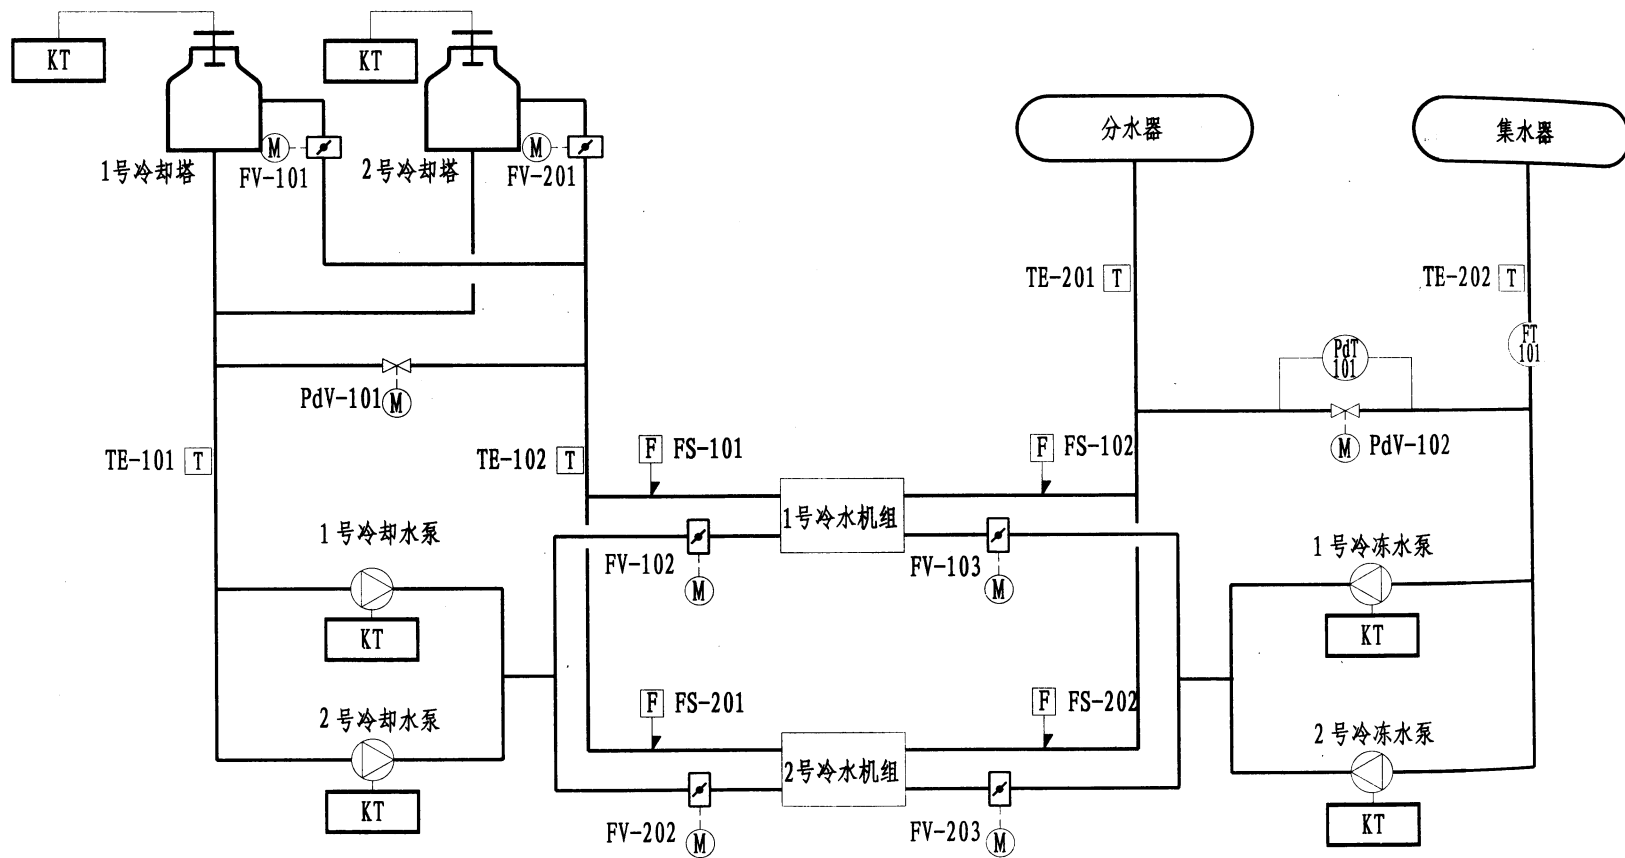 KT
KT
分水器
集水器
M
M
1号冷却塔
FV-101
2号冷却塔
FV-201
TE-201 T
TE-202 T
FT
101
PdT
101
PdV-101 M
M PdV-102
TE-101 T
TE-102 T
F FS-101
F FS-102
1号冷水机组
1号冷却水泵
FV-102
M
FV-103
M
1号冷冻水泵
KT
KT
F FS-201
F FS-202
2号冷却水泵
2号冷冻水泵
2号冷水机组
KT
KT
FV-202 M
FV-203 M